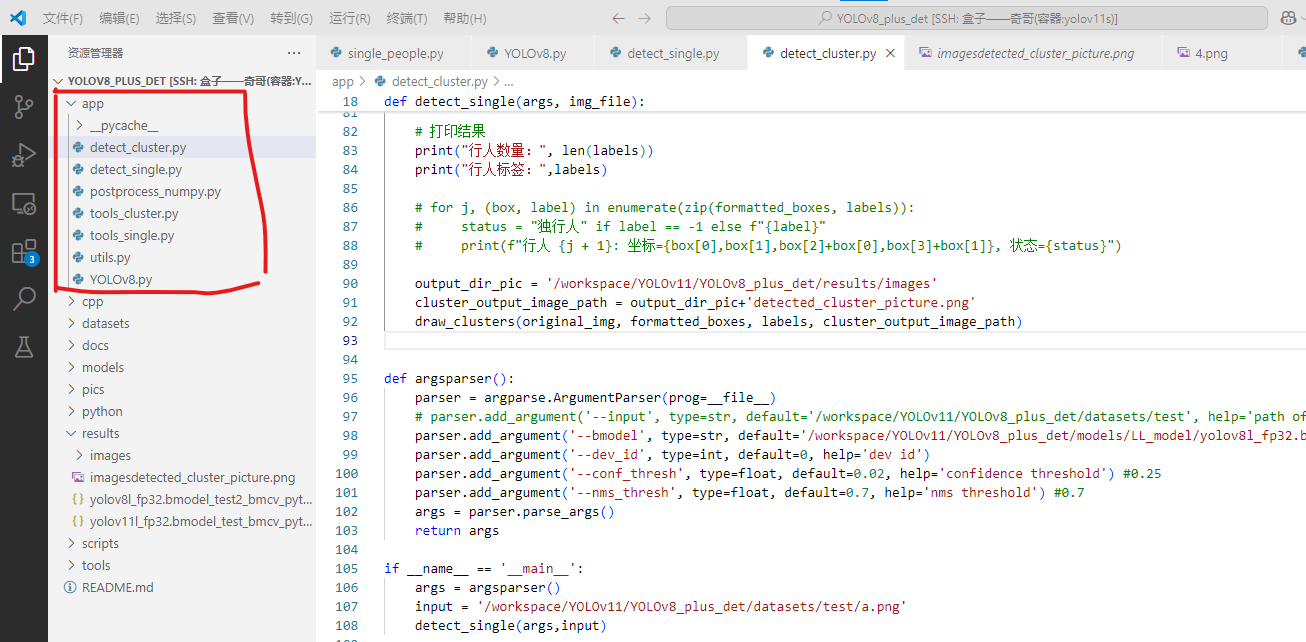 文件(F) 编辑(E) 选择(S) 查看(V) 转到(G) 运行(R) 终端(T) 帮助(H) YOLOv8_plus_det [SSH: 盒子——奇哥(容器:yolov11s)]
资源管理器
YOLOV8_PLUS_DET [SSH: 盒子——奇哥(容器:Y...
app
__pycache__
detect_cluster.py
detect_single.py
postprocess_numpy.py
tools_cluster.py
tools_single.py
utils.py
YOLOv8.py
cpp
datasets
docs
models
pics
python
results
images
imagesdetected_cluster_picture.png
yolov8l_fp32.bmodel_test2_bmcv_pyt...
yolov11l_fp32.bmodel_test_bmcv_pyt...
scripts
tools
README.md
3
single_people.py YOLOv8.py detect_single.py detect_cluster.py imagesdetected_cluster_picture.png 4.png
app > detect_cluster.py > ...
18 def detect_single(args, img_file):
81
82 # 打印结果
83 print("行人数量：", len(labels))
84 print("行人标签：",labels)
85
86 # for j, (box, label) in enumerate(zip(formatted_boxes, labels)):
87 #     status = "独行人" if label == -1 else f"{label}"
88 #     print(f"行人 {j + 1}: 坐标={box[0],box[1],box[2]+box[0],box[3]+box[1]}, 状态={status}")
89
90 output_dir_pic = '/workspace/YOLOv11/YOLOv8_plus_det/results/images'
91 cluster_output_image_path = output_dir_pic+'detected_cluster_picture.png'
92 draw_clusters(original_img, formatted_boxes, labels, cluster_output_image_path)
93
94
95 def argsparser():
96 parser = argparse.ArgumentParser(prog=__file__)
97 # parser.add_argument('--input', type=str, default='/workspace/YOLOv11/YOLOv8_plus_det/datasets/test', help='path of
98 parser.add_argument('--bmodel', type=str, default='/workspace/YOLOv11/YOLOv8_plus_det/models/LL_model/yolov8l_fp32.b
99 parser.add_argument('--dev_id', type=int, default=0, help='dev id')
100 parser.add_argument('--conf_thresh', type=float, default=0.02, help='confidence threshold') #0.25
101 parser.add_argument('--nms_thresh', type=float, default=0.7, help='nms threshold') #0.7
102 args = parser.parse_args()
103 return args
104
105 if __name__ == '__main__':
106 args = argsparser()
107 input = '/workspace/YOLOv11/YOLOv8_plus_det/datasets/test/a.png'
108 detect_single(args,input)